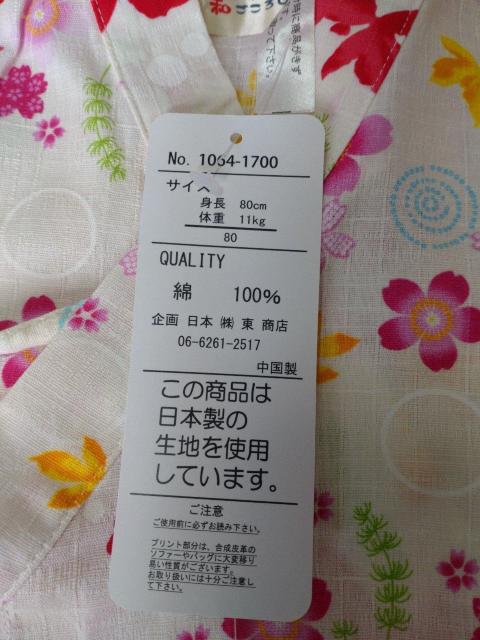 和
No. 1064-1700
サイズ
身長 80cm
体重 11kg
80
QUALITY
綿 100%
企画 日本 ㈱ 東 商店
06-6261-2517
中国製
この商品は
日本製の
生地を使用
しています。
ご注意
ご使用前に必ずお読み下さい。
プリント部分は、合成皮革の
ソファーやバッグに大変移り
易い性質がございます。
お取り扱いには十分ご注意し
て下さい。